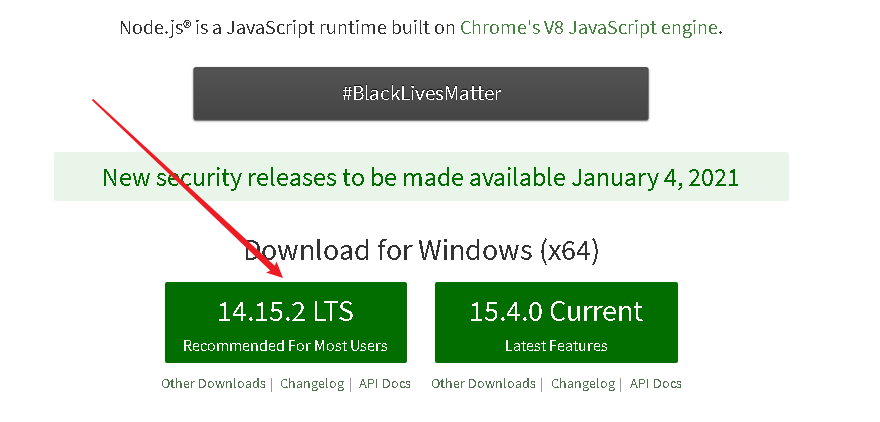 Node.js® is a JavaScript runtime built on Chrome's V8 JavaScript engine.
#BlackLivesMatter
New security releases to be made available January 4, 2021
Download for Windows (x64)
14.15.2 LTS
Recommended For Most Users
15.4.0 Current
Latest Features
Other Downloads | Changelog | API Docs
Other Downloads | Changelog | API Docs